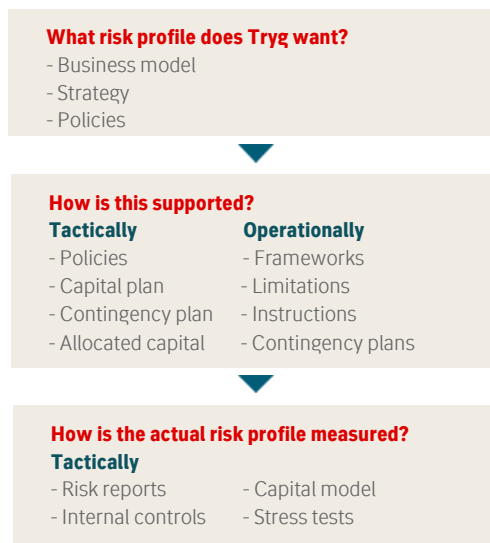 What risk profile does Tryg want?
- Business model
- Strategy
- Policies
How is this supported?
Tactically
- Policies
- Capital plan
- Contingency plan
- Allocated capital
Operationally
- Frameworks
- Limitations
- Instructions
- Contingency plans
How is the actual risk profile measured?
Tactically
- Risk reports
- Internal controls
- Capital model
- Stress tests